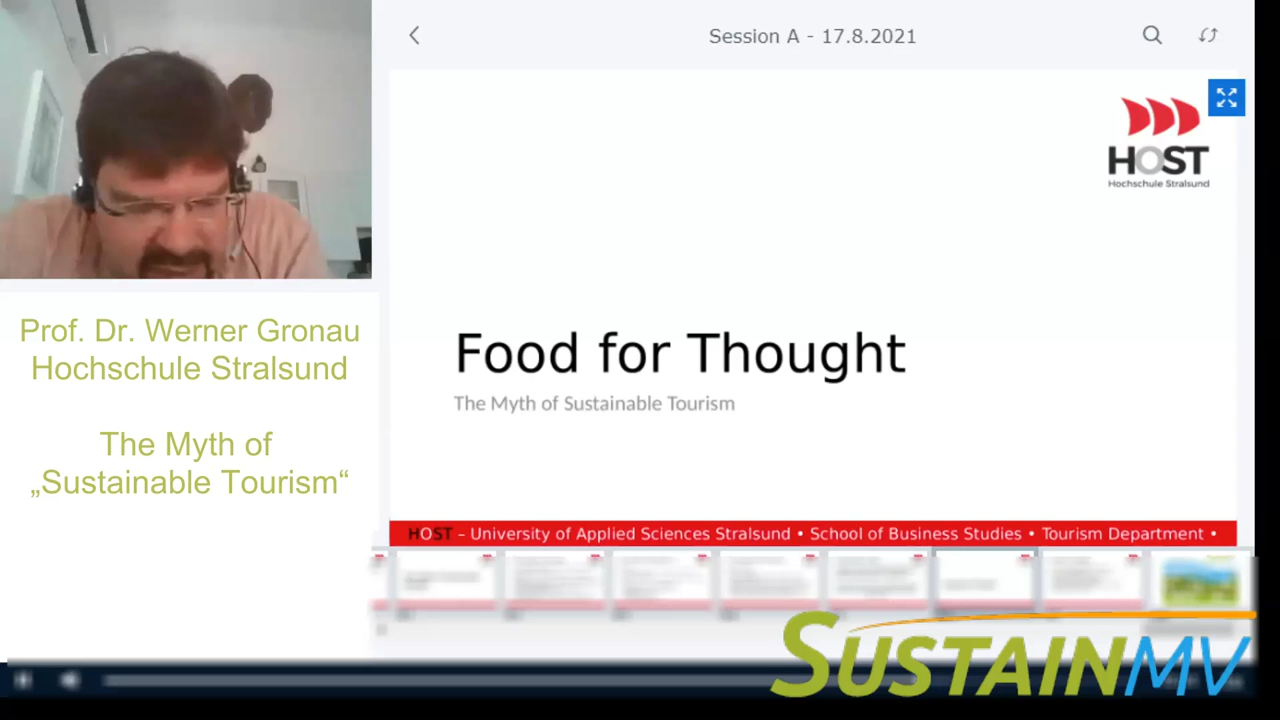 Session A - 17.8.2021
HOST
Hochschule Stralsund
Prof. Dr. Werner Gronau
Hochschule Stralsund
The Myth of
„Sustainable Tourism“
Food for Thought
The Myth of Sustainable Tourism
HOST – University of Applied Sciences Stralsund • School of Business Studies • Tourism Department •
SUSTAINMV